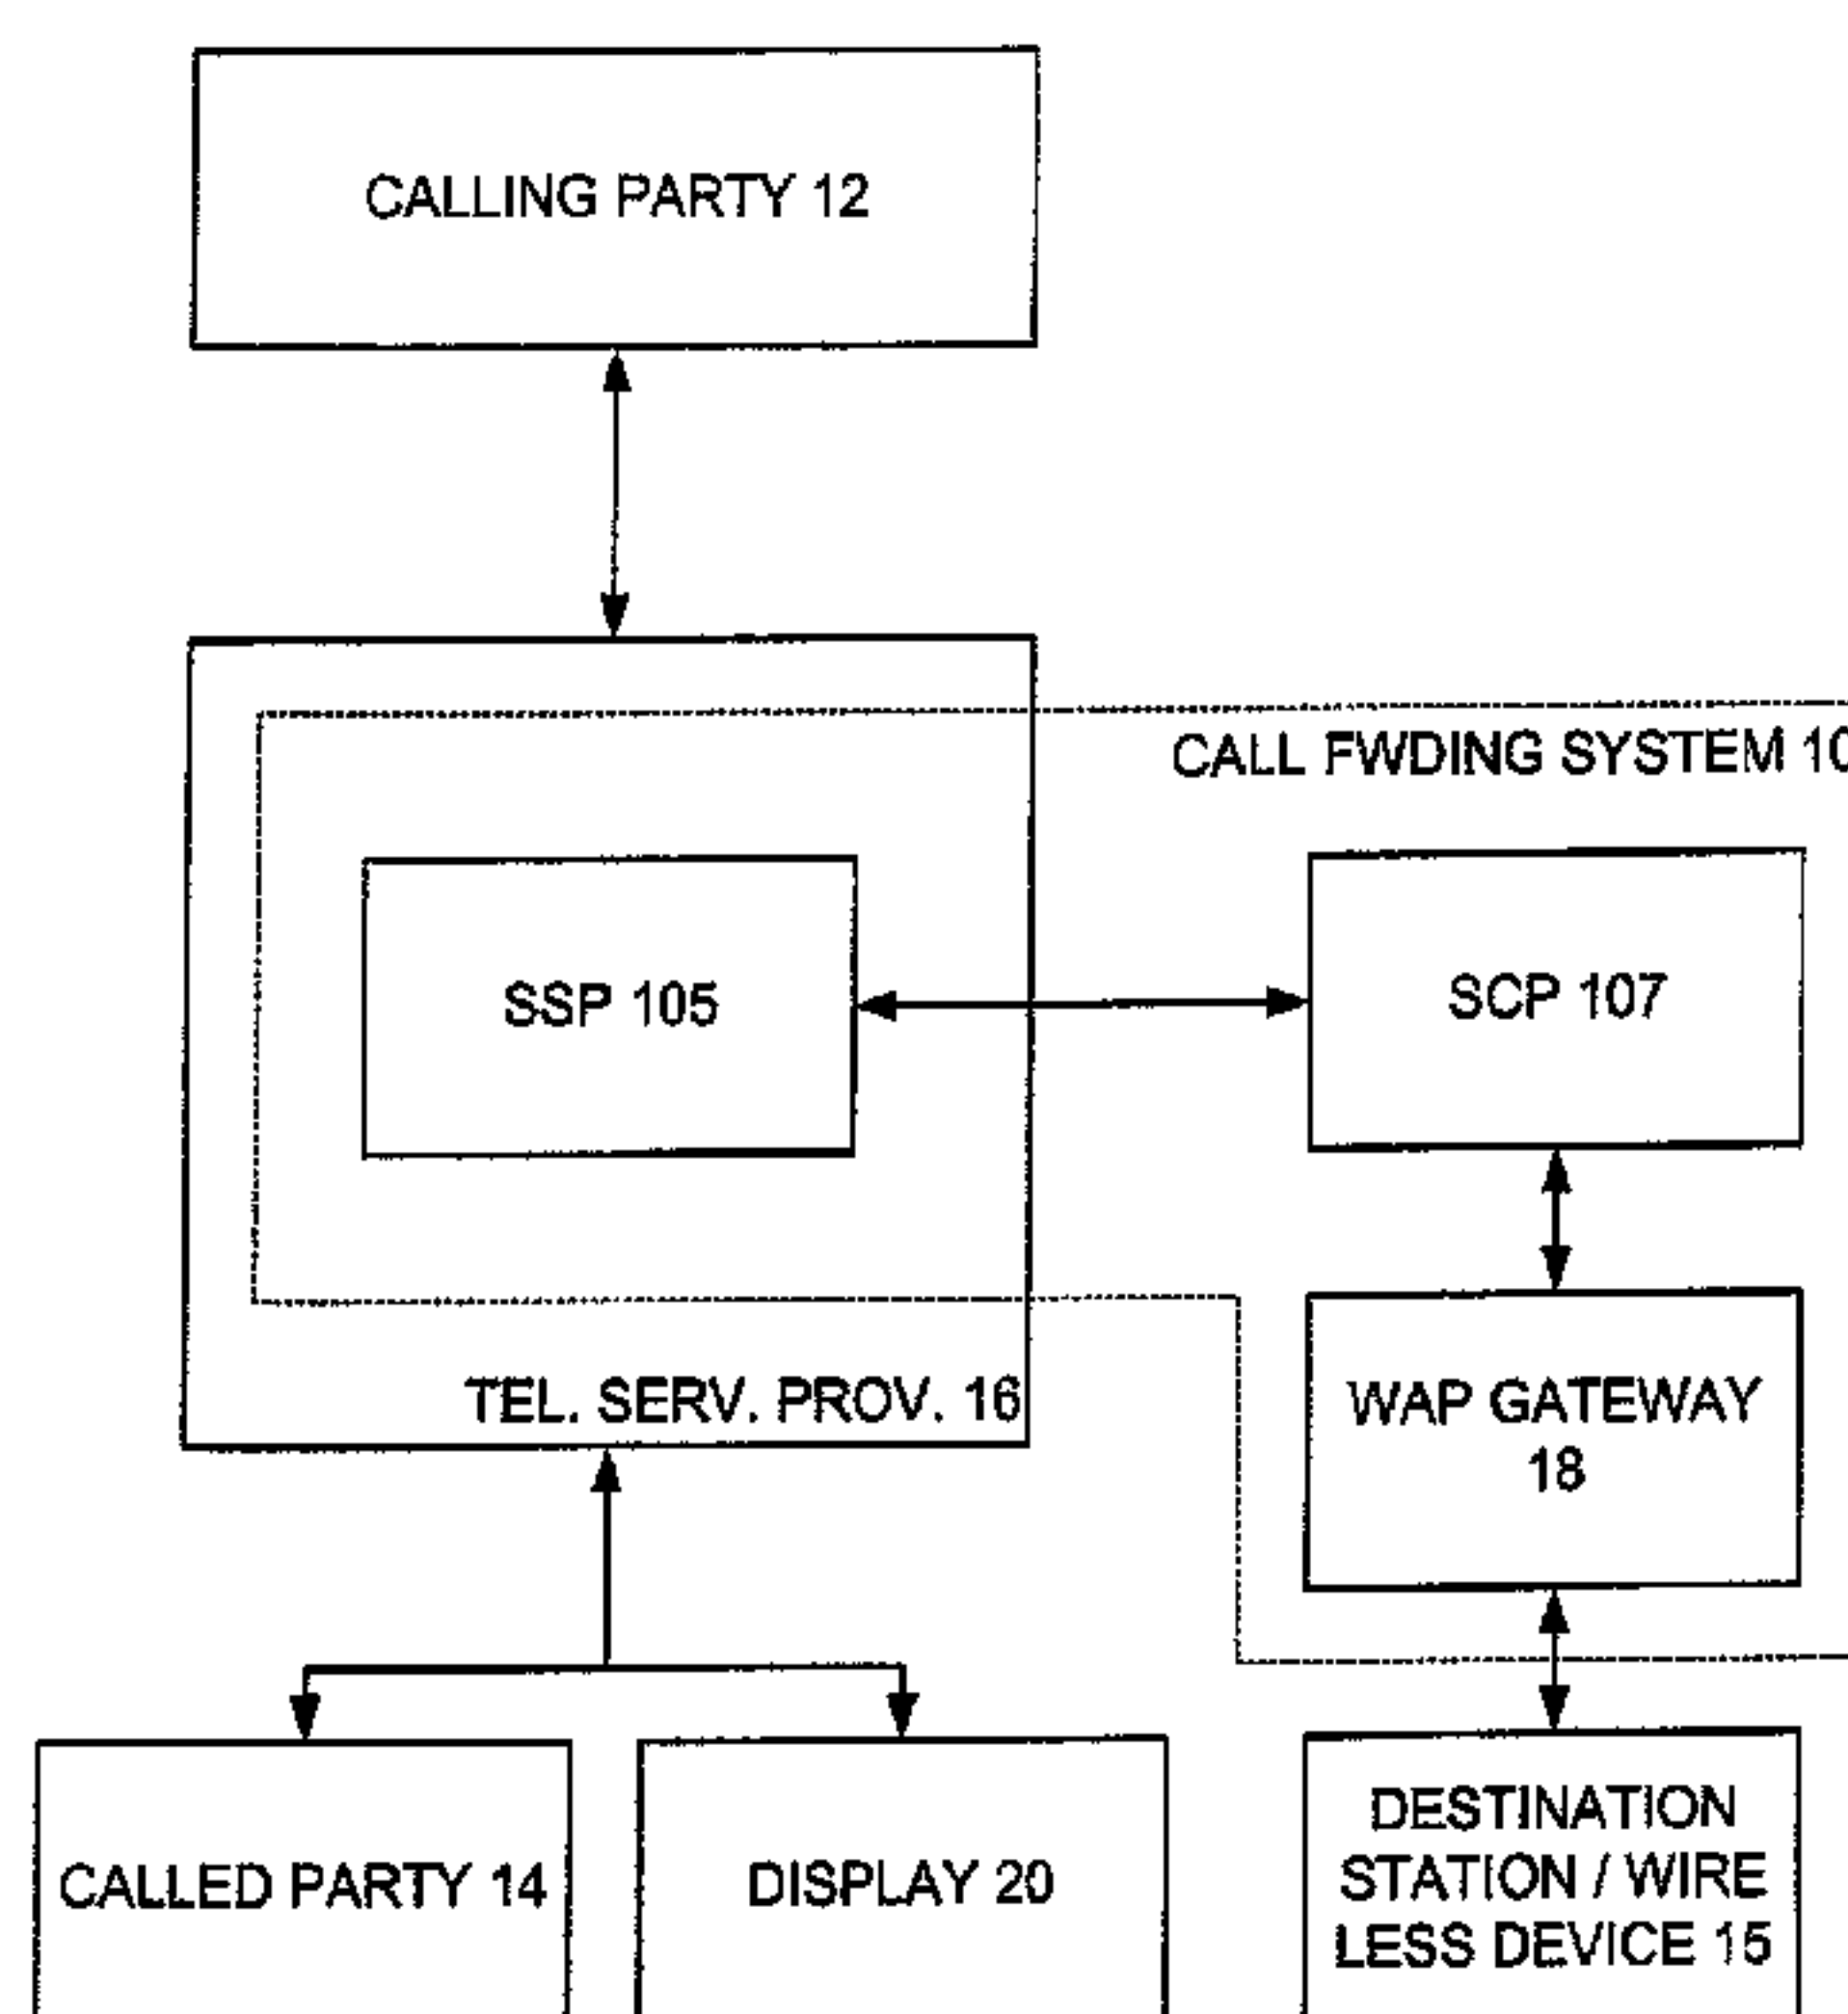 CALLING PARTY 12
CALL FWDING SYSTEM 10
SSP 105
SCP 107
TEL. SERV. PROV. 16
WAP GATEWAY
18
CALLED PARTY 14
DISPLAY 20
DESTINATION
STATION / WIRE
LESS DEVICE 15